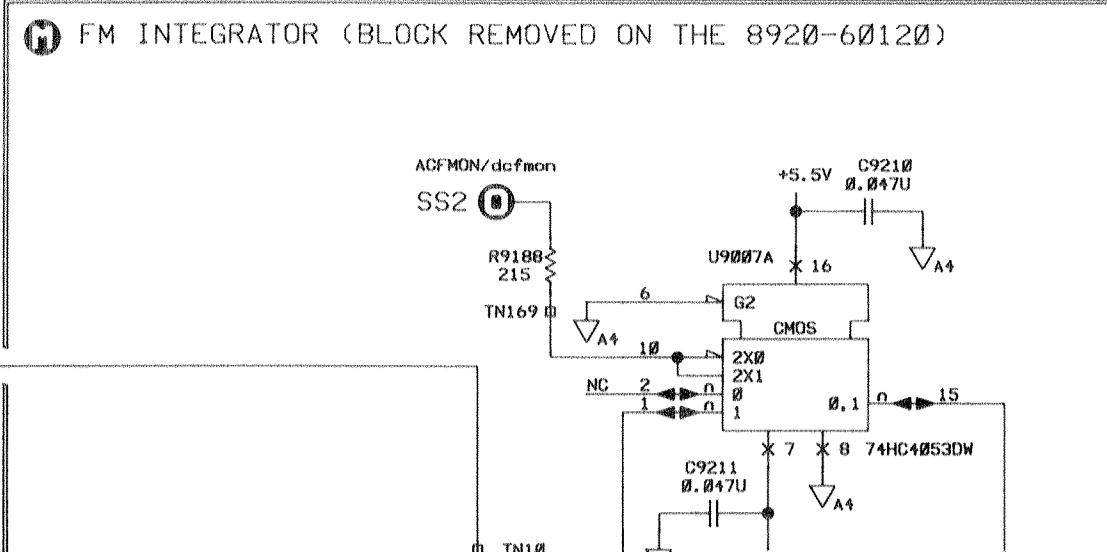 M FM INTEGRATOR (BLOCK REMOVED ON THE 8920-60120)
ACFMON/dcfmon
SS2 0
+5.5V
C9210
0.047U
A4
R9188
215
TN169
U9007A
16
6
G2
A4
CMOS
10
2X0
2X1
NC 2
0
1
1
0.1
15
7
8
74HC4053DW
C9211
0.047U
A4
TN10